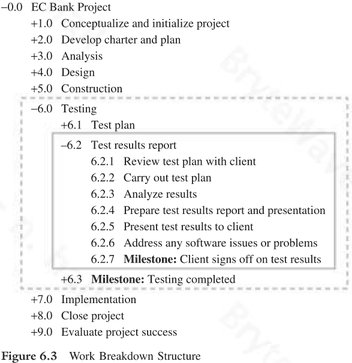 −0.0 EC Bank Project
+1.0 Conceptualize and initialize project
+2.0 Develop charter and plan
+3.0 Analysis
+4.0 Design
+5.0 Construction
−6.0 Testing
+6.1 Test plan
−6.2 Test results report
6.2.1 Review test plan with client
6.2.2 Carry out test plan
6.2.3 Analyze results
6.2.4 Prepare test results report and presentation
6.2.5 Present test results to client
6.2.6 Address any software issues or problems
6.2.7 Milestone: Client signs off on test results
+6.3 Milestone: Testing completed
+7.0 Implementation
+8.0 Close project
+9.0 Evaluate project success
Figure 6.3 Work Breakdown Structure